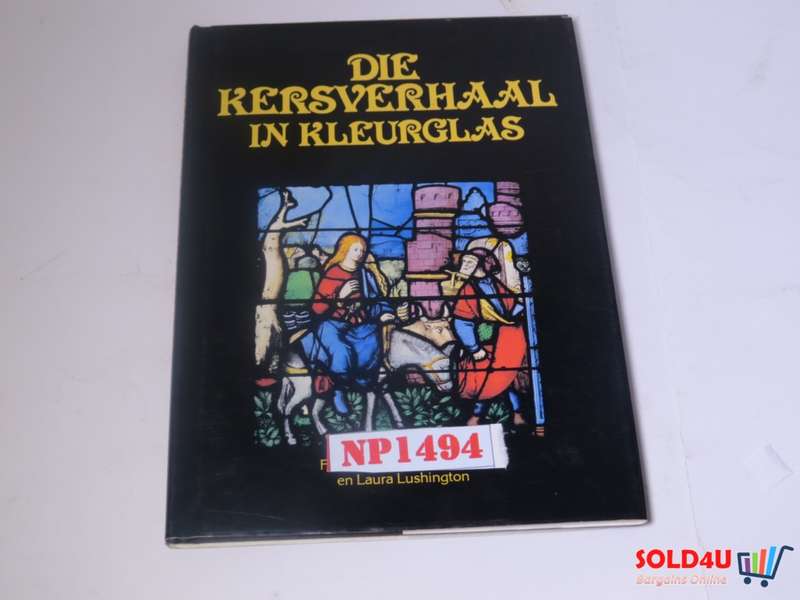 DIE
KERSVERHAAL
IN KLEURGLAS
NP1494
en Laura Lushington
SOLD4U
Bargains Online